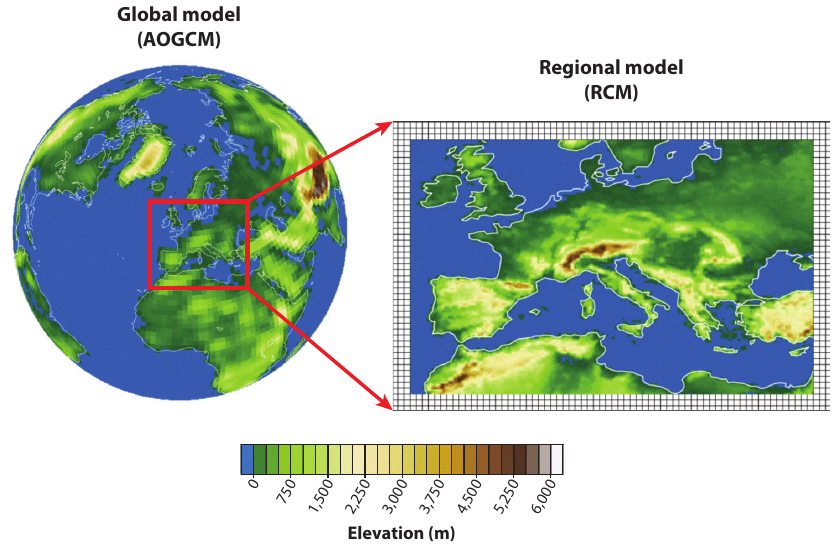 Global model
(AOGCM)
Regional model
(RCM)
0
750
1,500
2,250
3,000
3,750
4,500
5,250
6,000
Elevation (m)